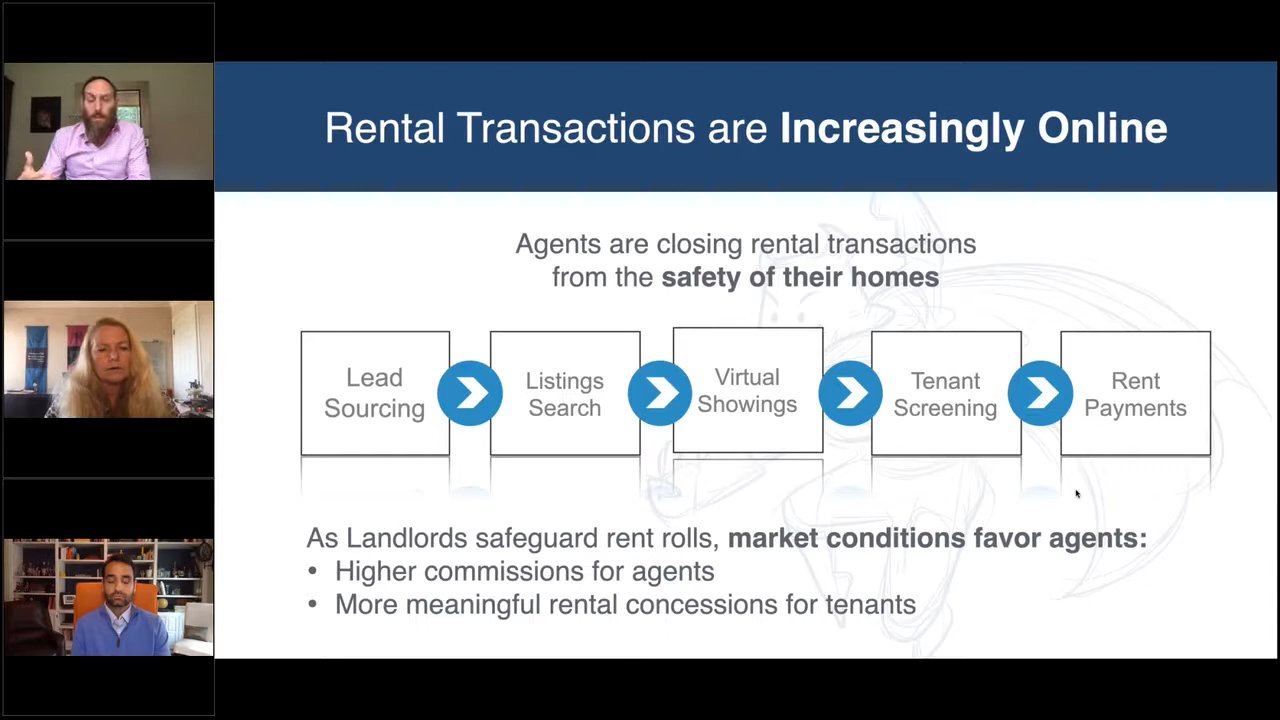 Rental Transactions are Increasingly Online
Agents are closing rental transactions
from the safety of their homes
Lead
Sourcing
Listings
Search
Virtual
Showings
Tenant
Screening
Rent
Payments
As Landlords safeguard rent rolls, market conditions favor agents:
• Higher commissions for agents
• More meaningful rental concessions for tenants